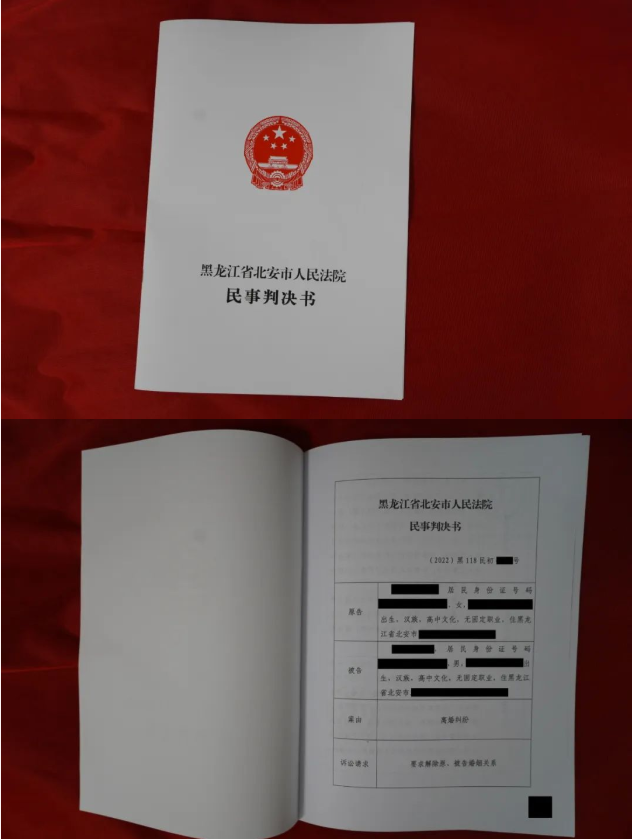 黑龙江省北安市人民法院
民事判决书
黑龙江省北安市人民法院
民事判决书
（2022）黑 119 民初 号
原告
居民身份证号码
，女，
出生，汉族，高中文化，无固定职业，住黑龙
江省北安市
被告
，居民身份证号码
，男，出
生，汉族，高中文化，无固定职业，住黑龙江
省北安市
案由
离婚纠纷
诉讼请求
要求解除原、被告婚姻关系